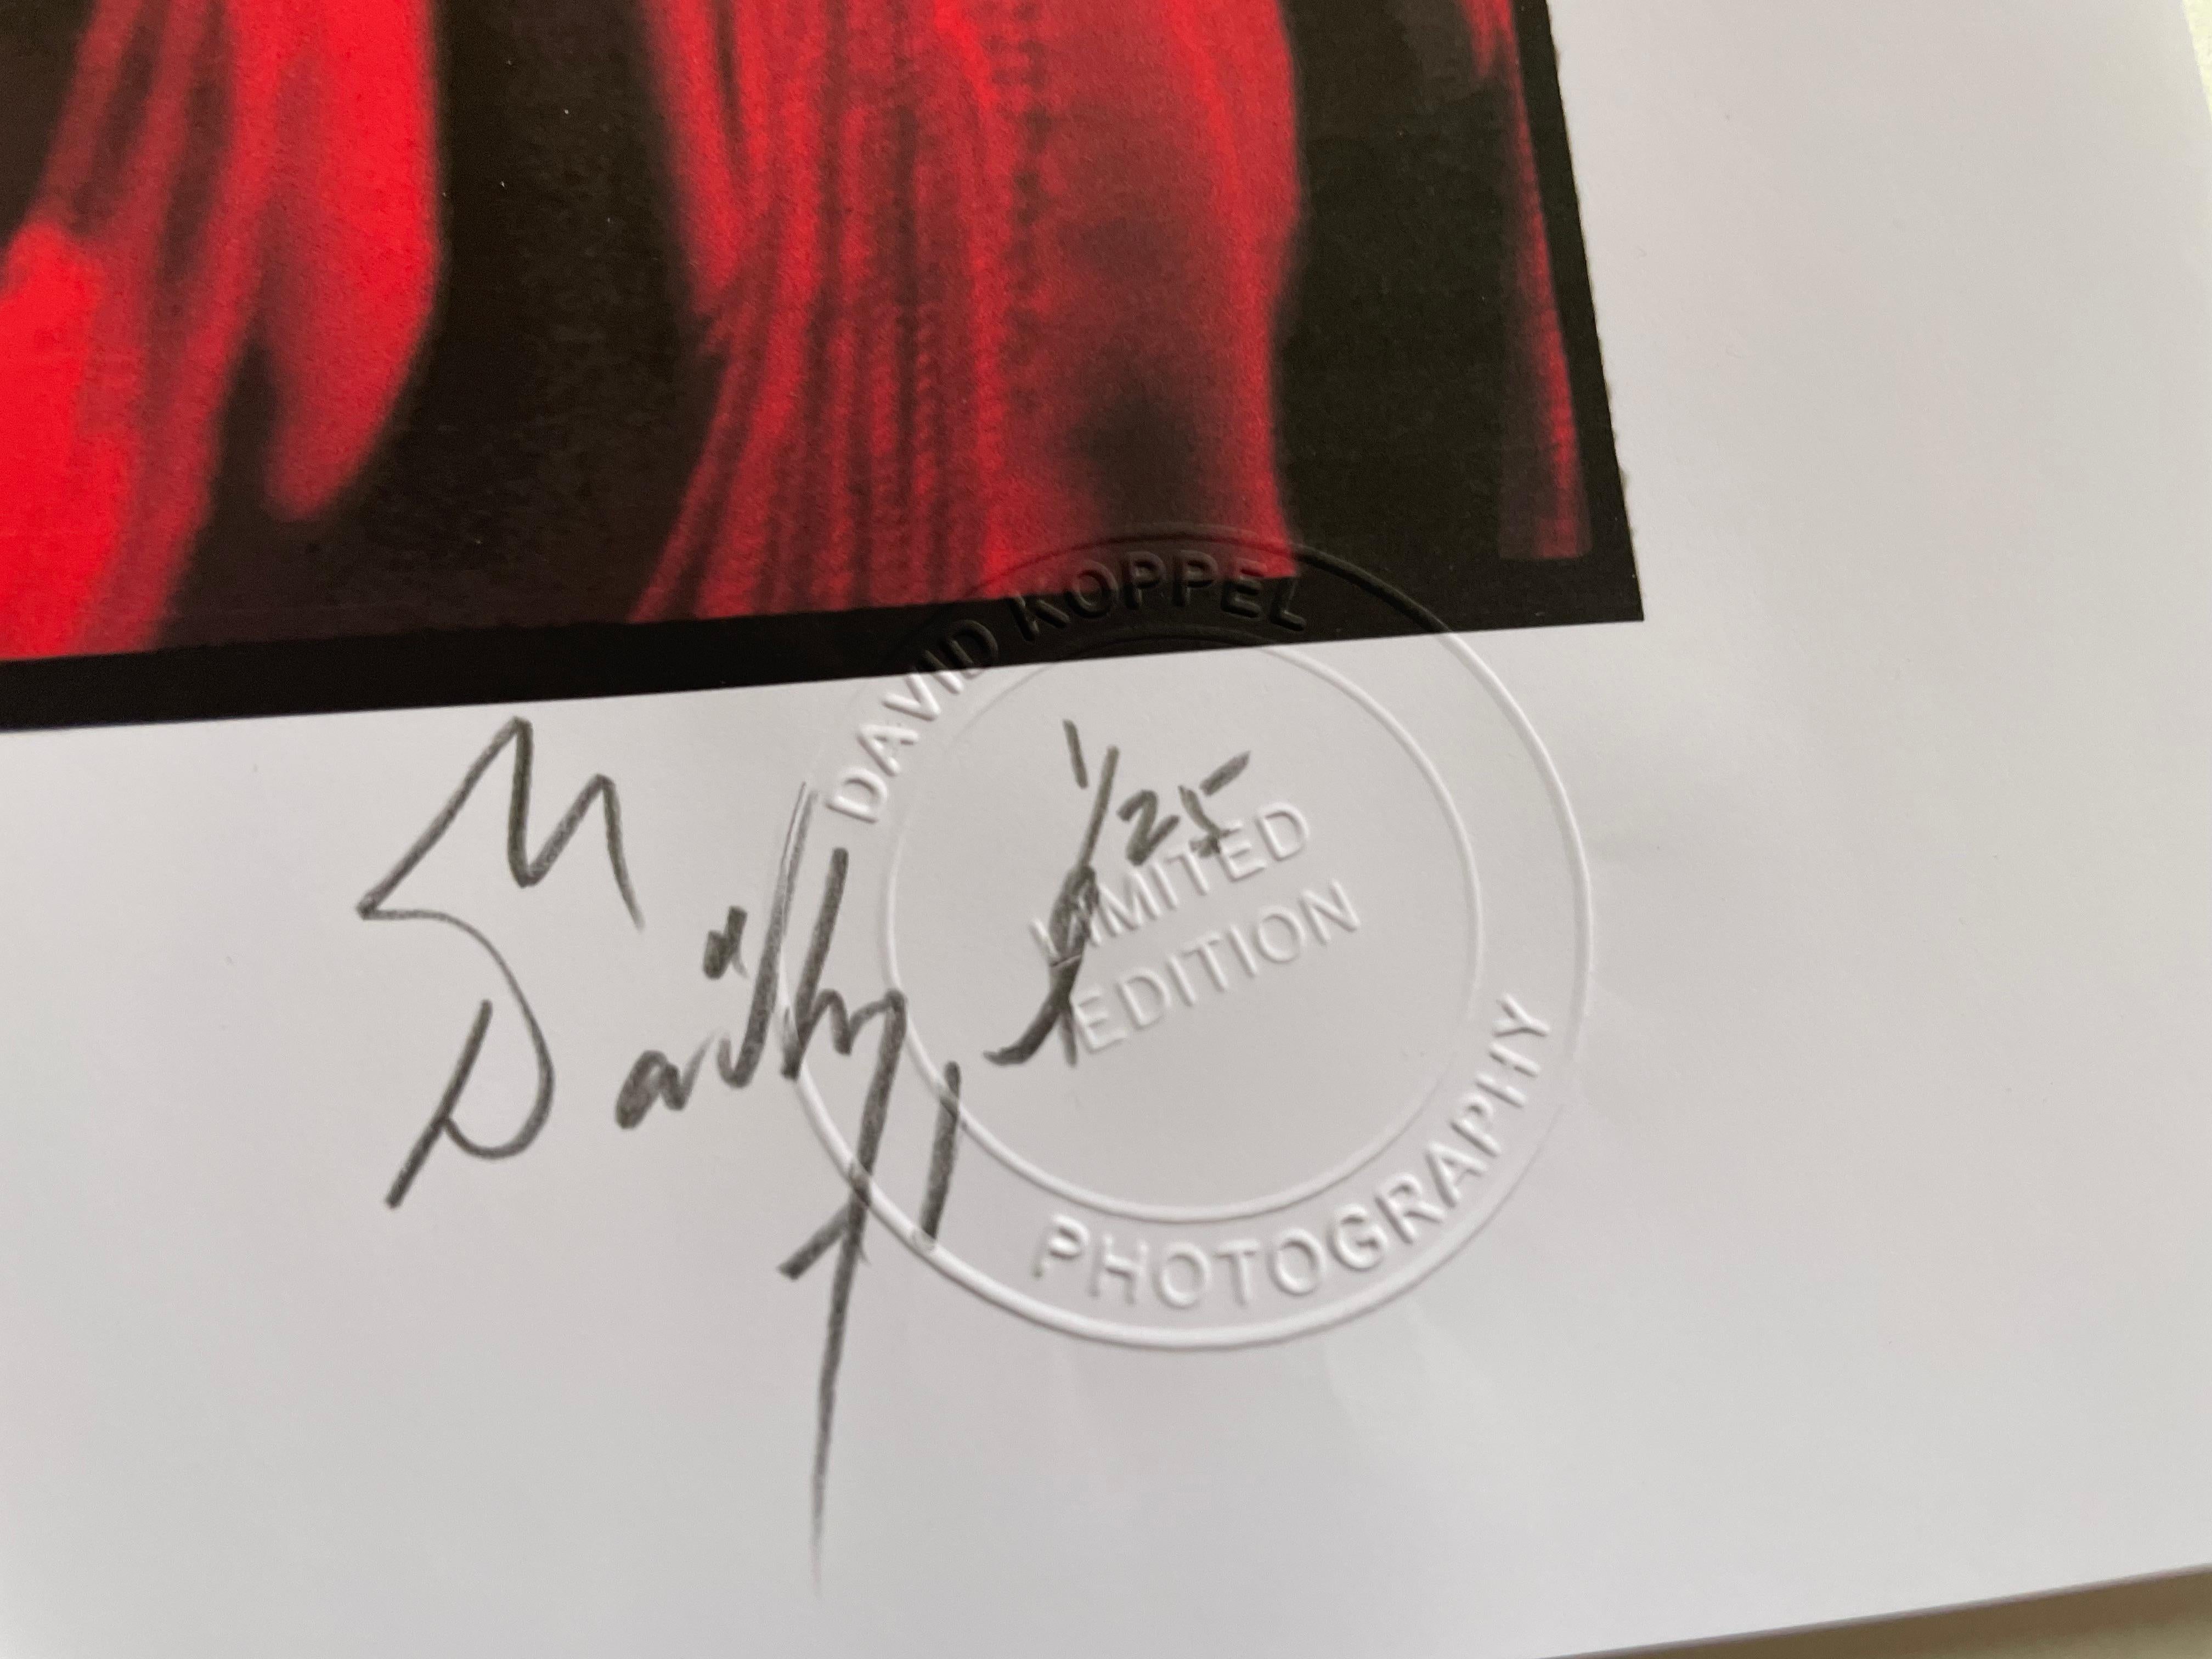 DAVID KOPPEL
1/25
LIMITED
EDITION
PHOTOGRAPHY